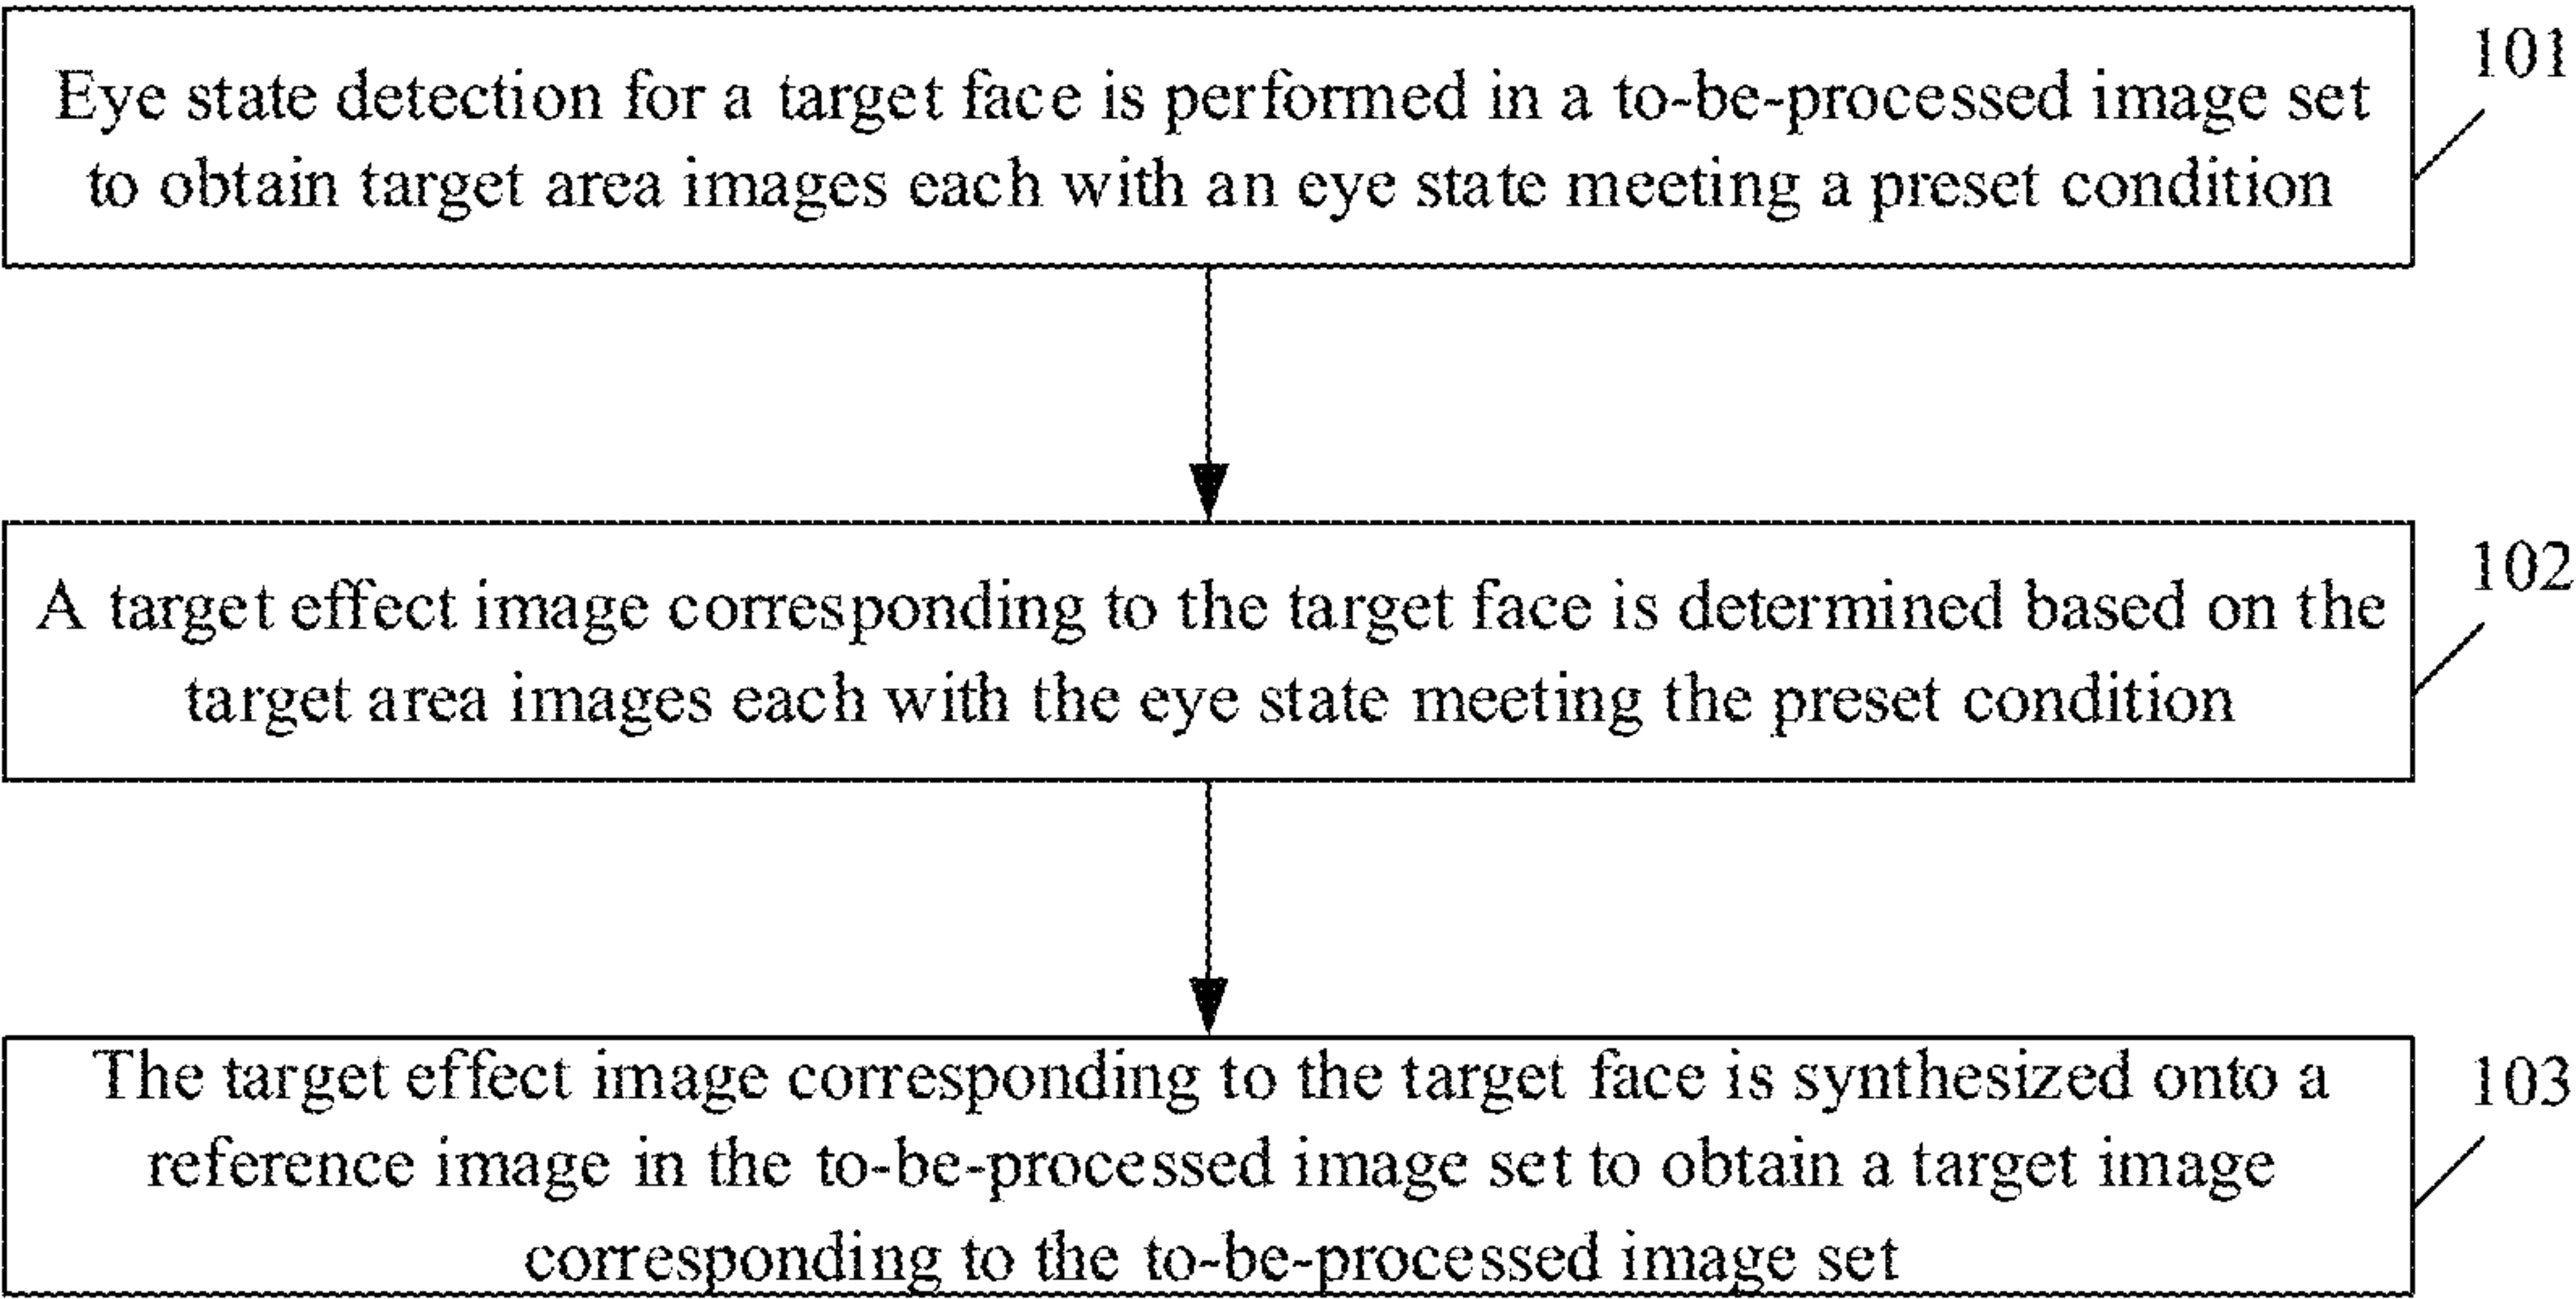 101
Eye state detection for a target face is performed in a to-be-processed image set
to obtain target area images each with an eye state meeting a preset condition
102
A target effect image corresponding to the target face is determined based on the
target area images each with the eye state meeting the preset condition
103
The target effect image corresponding to the target face is synthesized onto a
reference image in the to-be-processed image set to obtain a target image
corresponding to the to-be-processed image set